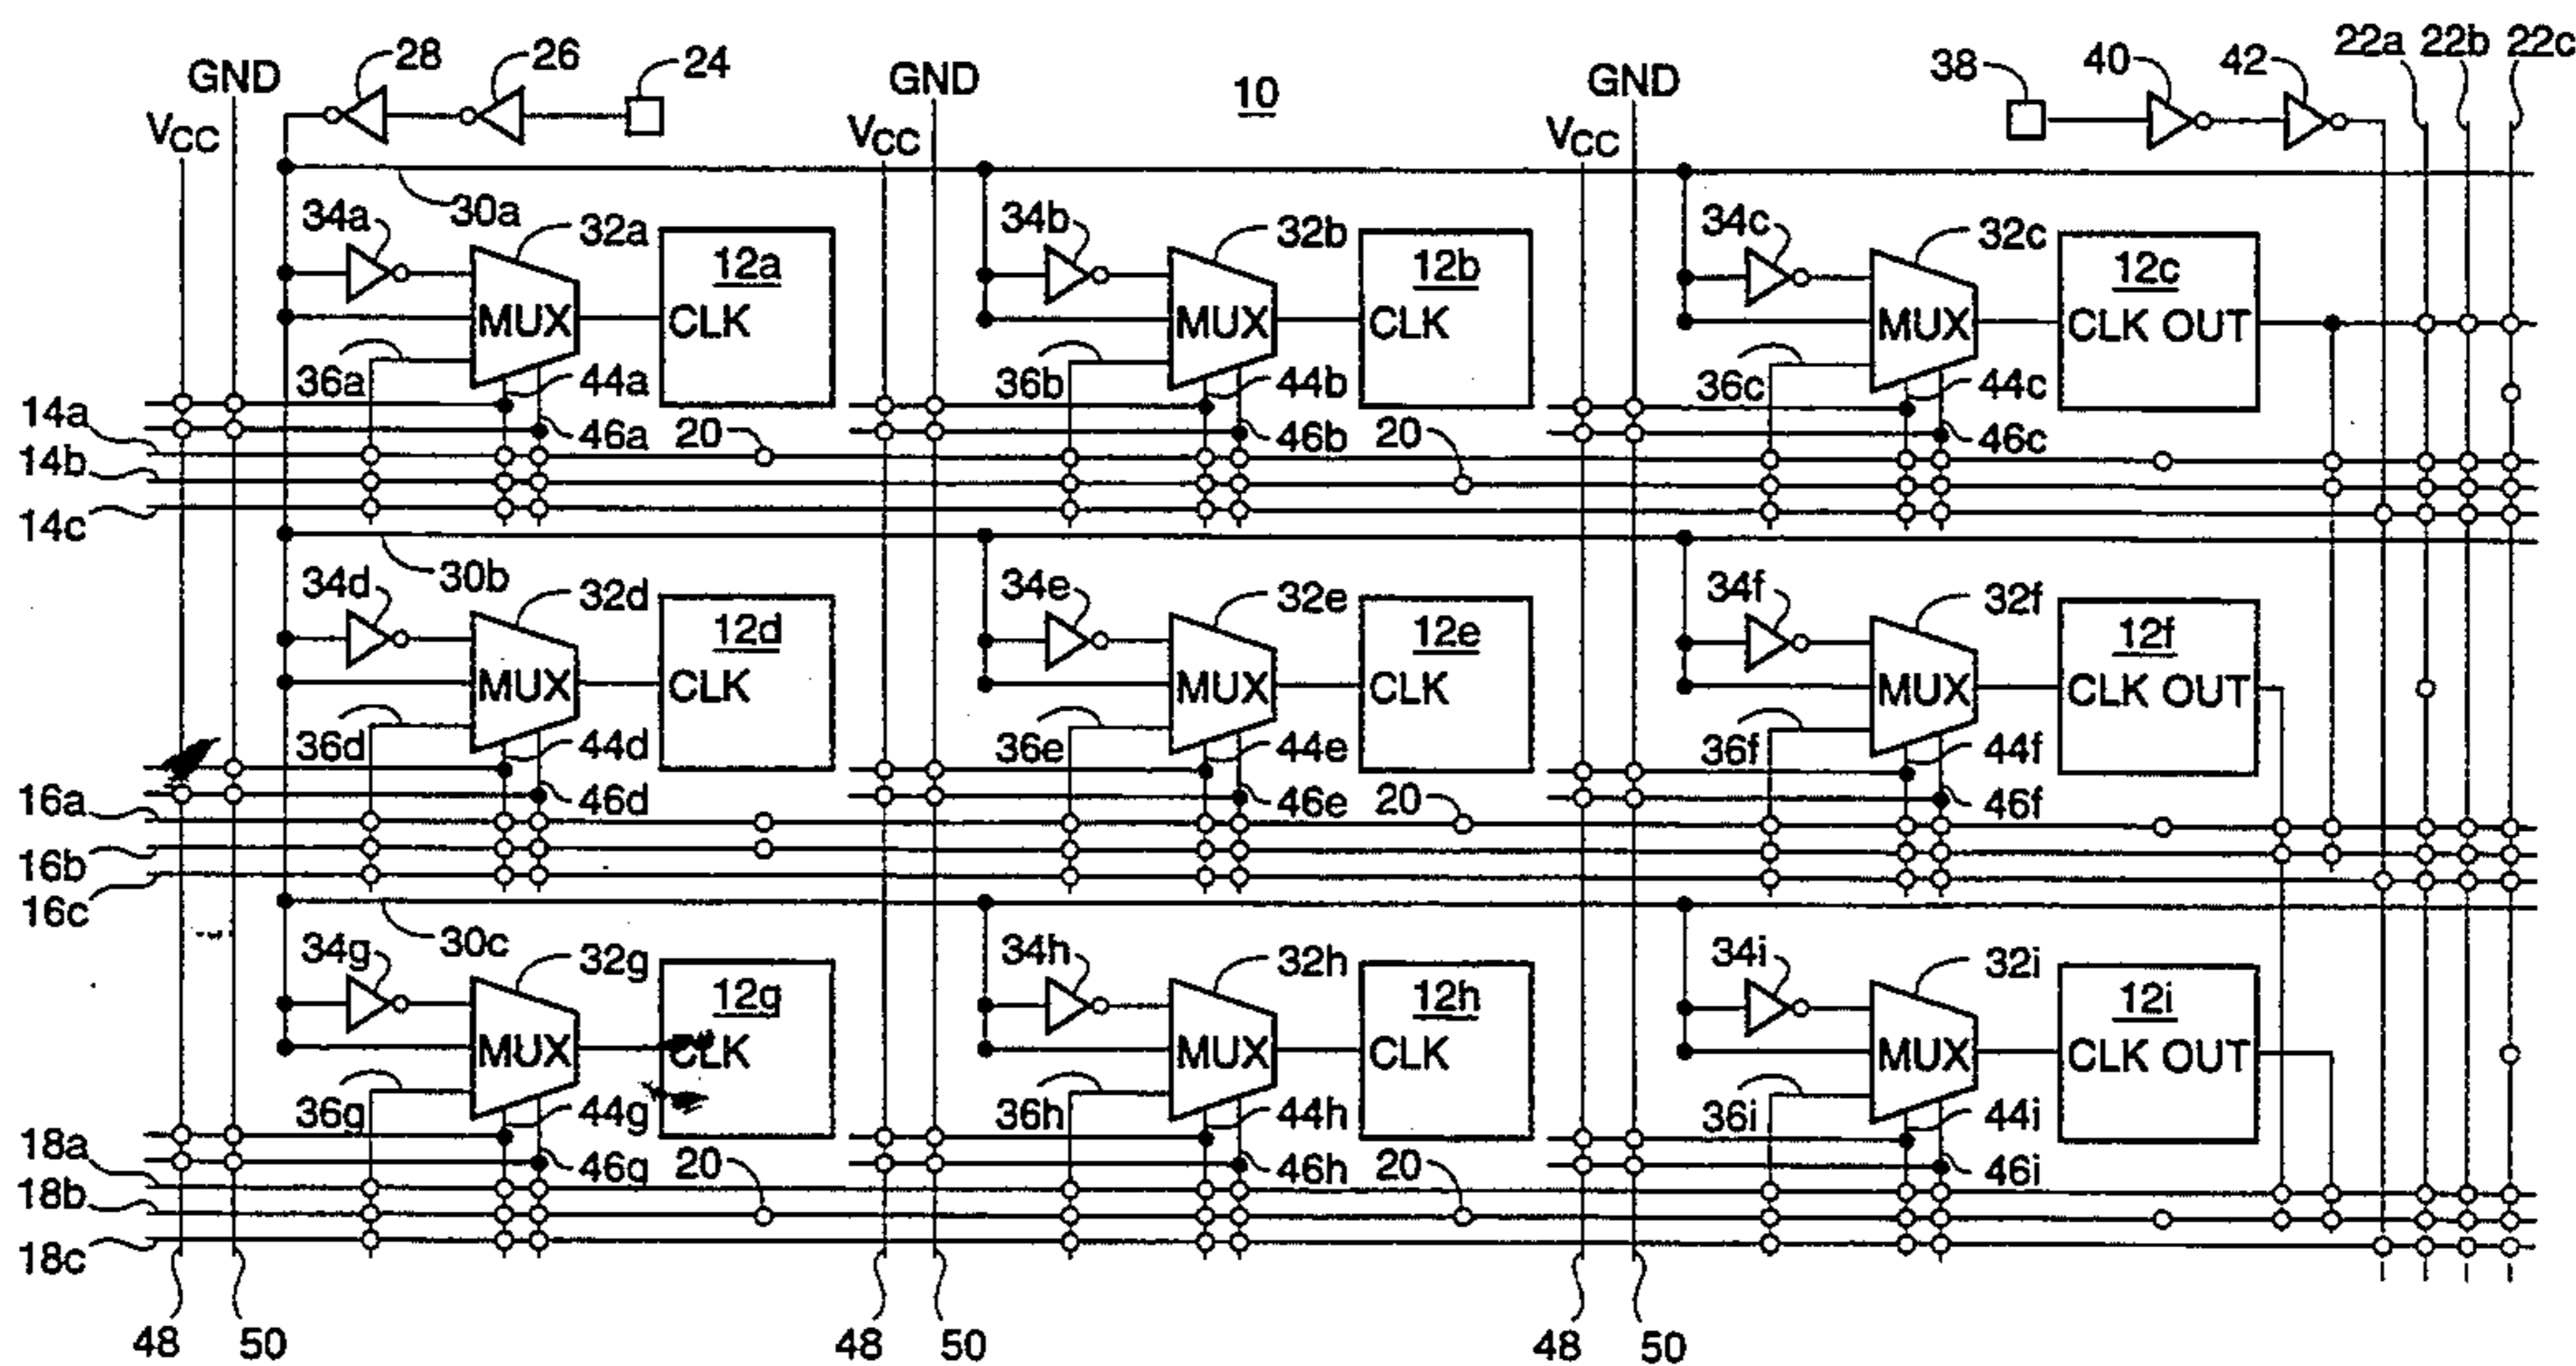 28 26 24 GND GND 10 GND 38 40 42 22a 22b 22c
VCC VCC VCC
30a
34a 32a 12a 34b 32b 12b 34c 32c 12c
MUX CLK MUX CLK MUX CLK OUT
36a 44a 36b 44b 36c 44c
14a 46a 20 46b 20 46c
14b
14c
30b
34d 32d 12d 34e 32e 12e 34f 32f 12f
MUX CLK MUX CLK MUX CLK OUT
36d 44d 36e 44e 36f 44f
16a 46d 46e 20 46f
16b
16c
30c
34g 32g 12g 34h 32h 12h 34i 32i 12i
MUX CLK MUX CLK MUX CLK OUT
36g 44g 36h 44h 36i 44i
18a 46g 20 46h 20 46i
18b
18c
48 50 48 50 48 50